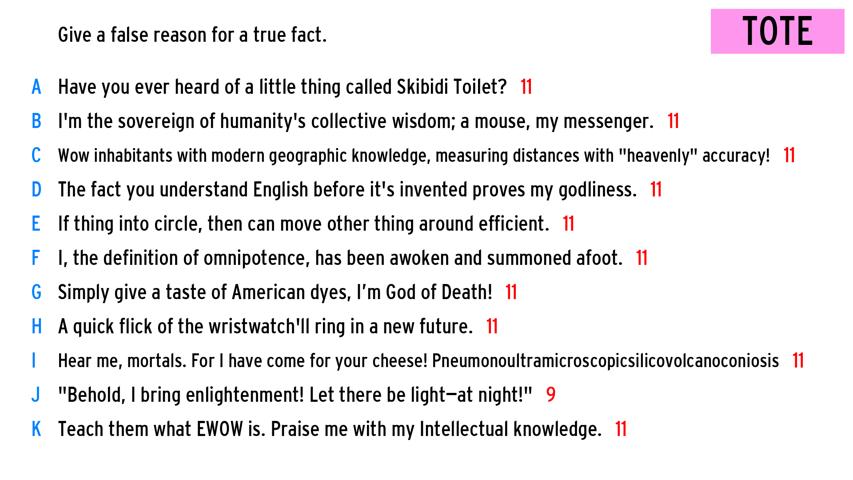 Give a false reason for a true fact.
TOTE
A Have you ever heard of a little thing called Skibidi Toilet? 11
B I'm the sovereign of humanity's collective wisdom; a mouse, my messenger. 11
C Wow inhabitants with modern geographic knowledge, measuring distances with "heavenly" accuracy! 11
D The fact you understand English before it's invented proves my godliness. 11
E If thing into circle, then can move other thing around efficient. 11
F I, the definition of omnipotence, has been awoken and summoned afoot. 11
G Simply give a taste of American dyes, I’m God of Death! 11
H A quick flick of the wristwatch'll ring in a new future. 11
I Hear me, mortals. For I have come for your cheese! Pneumonoultramicroscopicsilicovolcanoconiosis 11
J "Behold, I bring enlightenment! Let there be light—at night!" 9
K Teach them what EWOW is. Praise me with my Intellectual knowledge. 11